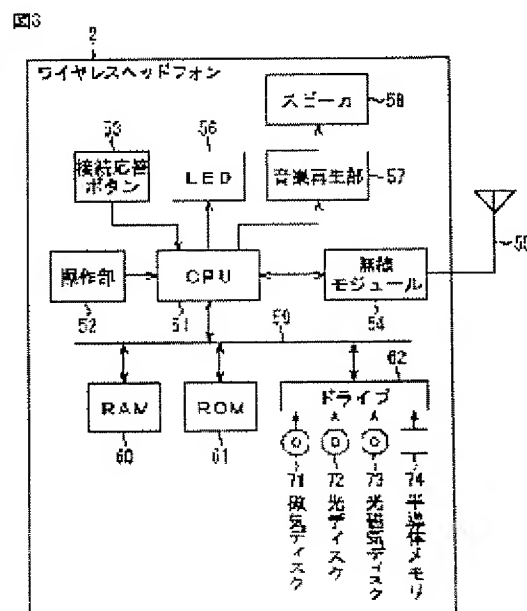 図3
2
ワイヤレスヘッドフォン
スピーカ
58
53
56
接続応答
ボタン
LED
音楽再生部
57
55
操作部
CPU
無線
モジュール
52
51
54
59
62
ドライブ
RAM
ROM
60
61
71
72
73
74
磁気ディスク
光ディスク
光磁気ディスク
半導体メモリ